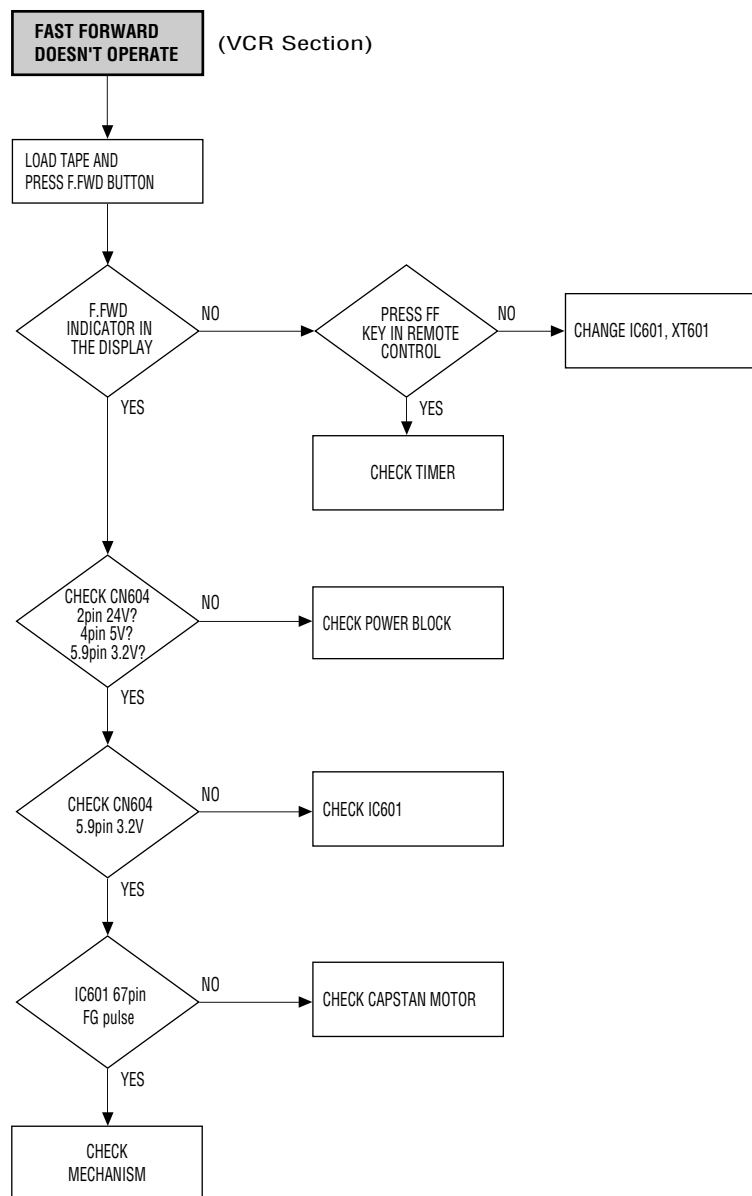 FAST FORWARD
DOESN'T OPERATE
(VCR Section)
LOAD TAPE AND
PRESS F.FWD BUTTON
F.FWD
INDICATOR IN
THE DISPLAY
NO
PRESS FF
KEY IN REMOTE
CONTROL
NO
CHANGE IC601, XT601
YES
YES
CHECK TIMER
CHECK CN604
2pin 24V?
4pin 5V?
5.9pin 3.2V?
NO
CHECK POWER BLOCK
YES
CHECK CN604
5.9pin 3.2V
NO
CHECK IC601
YES
IC601 67pin
FG pulse
NO
CHECK CAPSTAN MOTOR
YES
CHECK
MECHANISM